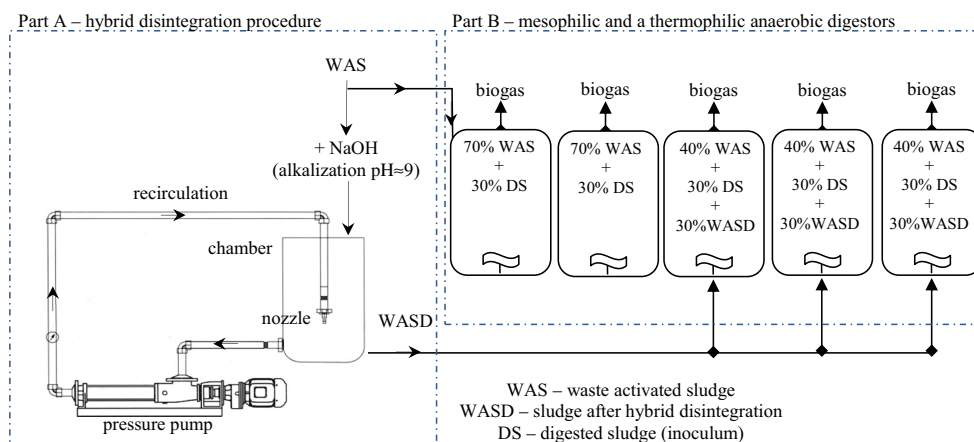 Part A – hybrid disintegration procedure
Part B – mesophilic and a thermophilic anaerobic digestors
WAS
+ NaOH
(alkalization pH≈9)
recirculation
chamber
nozzle
WASD
pressure pump
biogas
biogas
biogas
biogas
biogas
70% WAS
+
30% DS
70% WAS
+
30% DS
40% WAS
+
30% DS
+
30%WASD
40% WAS
+
30% DS
+
30%WASD
40% WAS
+
30% DS
+
30%WASD
WAS – waste activated sludge
WASD – sludge after hybrid disintegration
DS – digested sludge (inoculum)